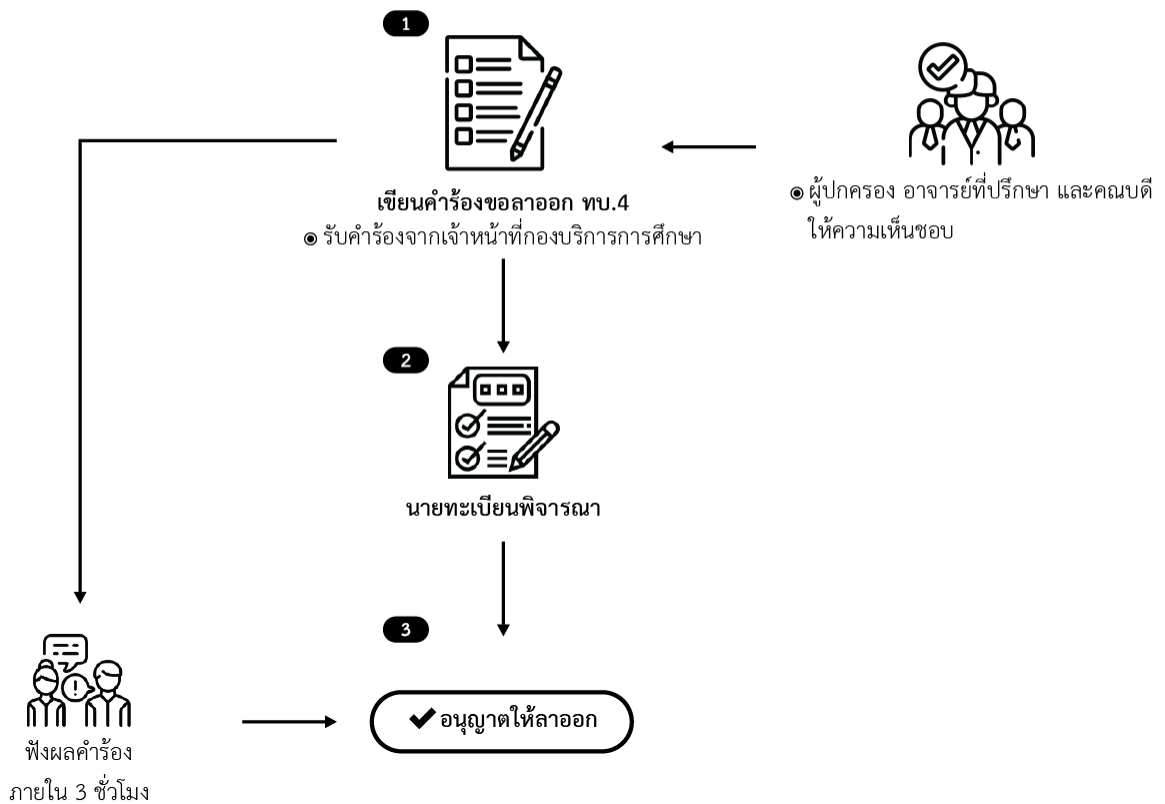 1
เขียนคำร้องขอลาออก ทบ.4
◉ รับคำร้องจากเจ้าหน้าที่กองบริการการศึกษา
◉ ผู้ปกครอง อาจารย์ที่ปรึกษา และคณบดี
ให้ความเห็นชอบ
2
นายทะเบียนพิจารณา
3
✔ อนุญาตให้ลาออก
ฟังผลคำร้อง
ภายใน 3 ชั่วโมง